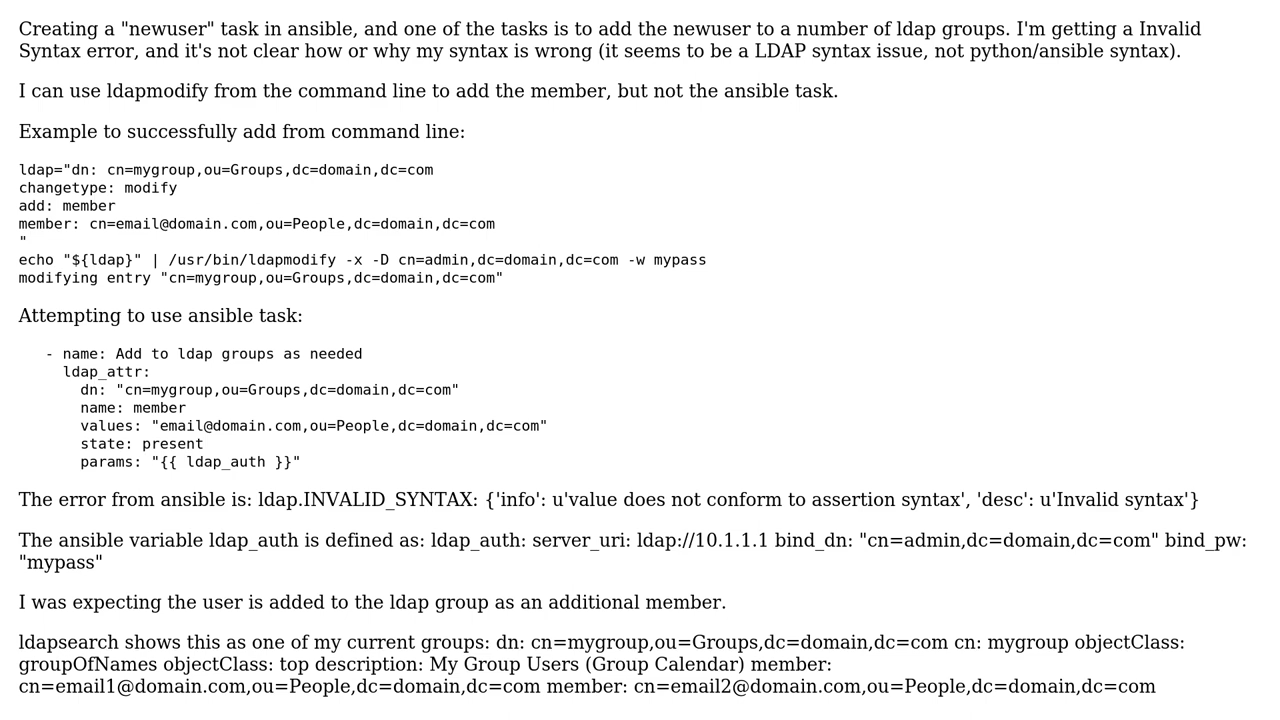 Creating a "newuser" task in ansible, and one of the tasks is to add the newuser to a number of ldap groups. I'm getting a Invalid
Syntax error, and it's not clear how or why my syntax is wrong (it seems to be a LDAP syntax issue, not python/ansible syntax).
I can use ldapmodify from the command line to add the member, but not the ansible task.
Example to successfully add from command line:
ldap="dn: cn=mygroup,ou=Groups,dc=domain,dc=com
changetype: modify
add: member
member: cn=email@domain.com,ou=People,dc=domain,dc=com
"
echo "${ldap}" | /usr/bin/ldapmodify -x -D cn=admin,dc=domain,dc=com -w mypass
modifying entry "cn=mygroup,ou=Groups,dc=domain,dc=com"
Attempting to use ansible task:
   - name: Add to ldap groups as needed
     ldap_attr:
       dn: "cn=mygroup,ou=Groups,dc=domain,dc=com"
       name: member
       values: "email@domain.com,ou=People,dc=domain,dc=com"
       state: present
       params: "{{ ldap_auth }}"
The error from ansible is: ldap.INVALID_SYNTAX: {'info': u'value does not conform to assertion syntax', 'desc': u'Invalid syntax'}
The ansible variable ldap_auth is defined as: ldap_auth: server_uri: ldap://10.1.1.1 bind_dn: "cn=admin,dc=domain,dc=com" bind_pw:
"mypass"
I was expecting the user is added to the ldap group as an additional member.
ldapsearch shows this as one of my current groups: dn: cn=mygroup,ou=Groups,dc=domain,dc=com cn: mygroup objectClass:
groupOfNames objectClass: top description: My Group Users (Group Calendar) member:
cn=email1@domain.com,ou=People,dc=domain,dc=com member: cn=email2@domain.com,ou=People,dc=domain,dc=com